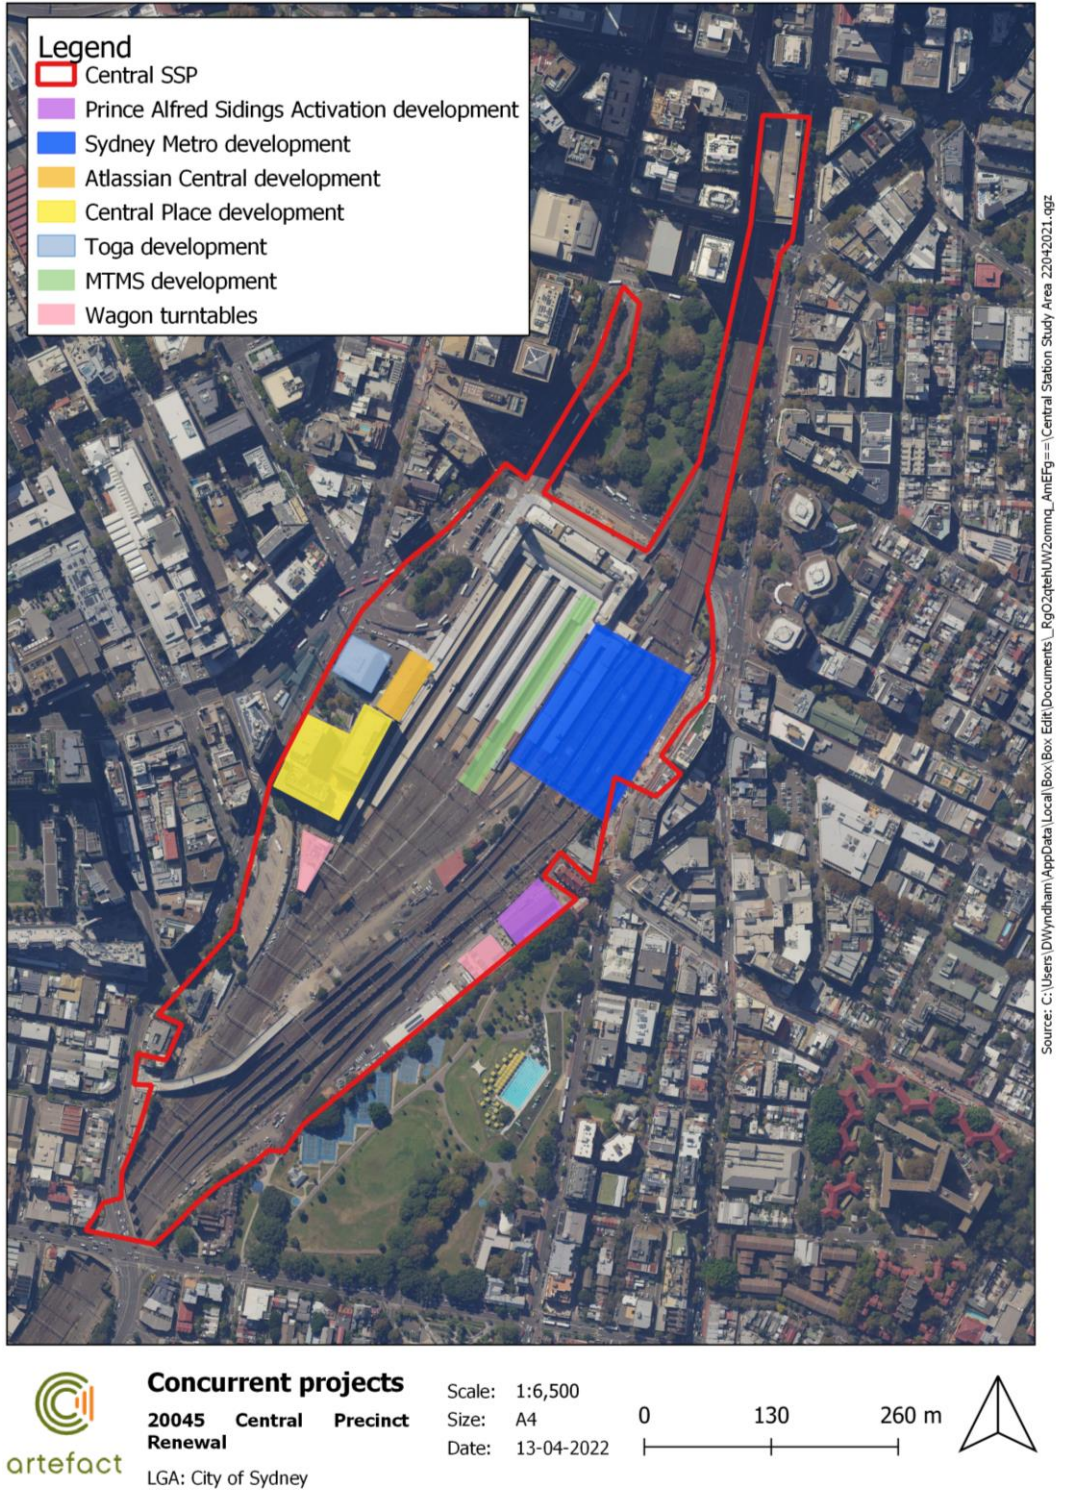 Legend
Central SSP
Prince Alfred Sidings Activation development
Sydney Metro development
Atlassian Central development
Central Place development
Toga development
MTMS development
Wagon turntables
Source: C:\Users\DWyndham\AppData\Local\Box\Box Edit\Documents\_RgO2qtehUW2omnq_AmEFg==\Central Station Study Area 22042021.qgz
artefact
Concurrent projects
20045 Central Precinct
Renewal
LGA: City of Sydney
Scale: 1:6,500
Size: A4
Date: 13-04-2022
0 130 260 m